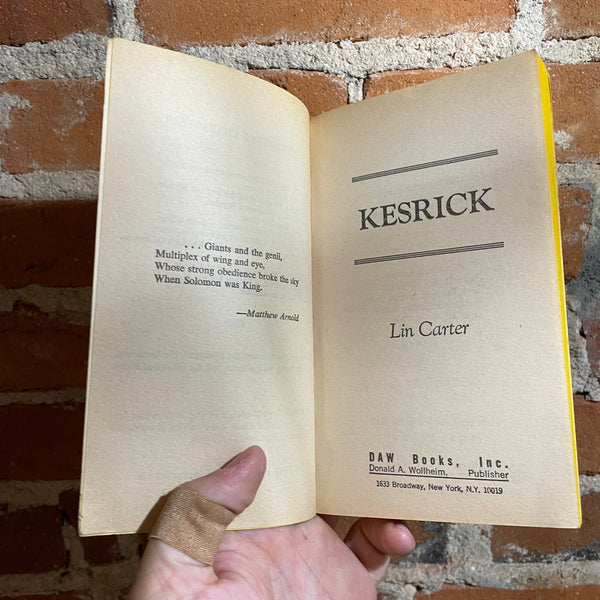 . . . Giants and the genii,
Multiplex of wing and eye,
Whose strong obedience broke the sky
When Solomon was King.
—Matthew Arnold
KESRICK
Lin Carter
DAW Books, Inc.
Donald A. Wollheim, Publisher
1633 Broadway, New York, N.Y. 10019